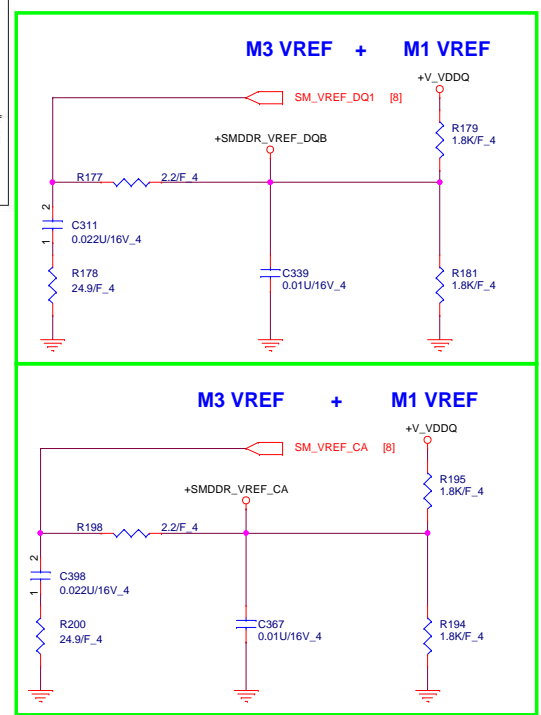 M3 VREF + M1 VREF
+V_VDDQ
SM_VREF_DQ1 [8]
R179
1.8K/F_4
+SMDDR_VREF_DQB
R177 2.2/F_4
2
C311
1
0.022U/16V_4
R178
24.9/F_4
C339
0.01U/16V_4
R181
1.8K/F_4
M3 VREF + M1 VREF
+V_VDDQ
SM_VREF_CA [8]
R195
1.8K/F_4
+SMDDR_VREF_CA
R198 2.2/F_4
2
C398
1
0.022U/16V_4
R200
24.9/F_4
C367
0.01U/16V_4
R194
1.8K/F_4